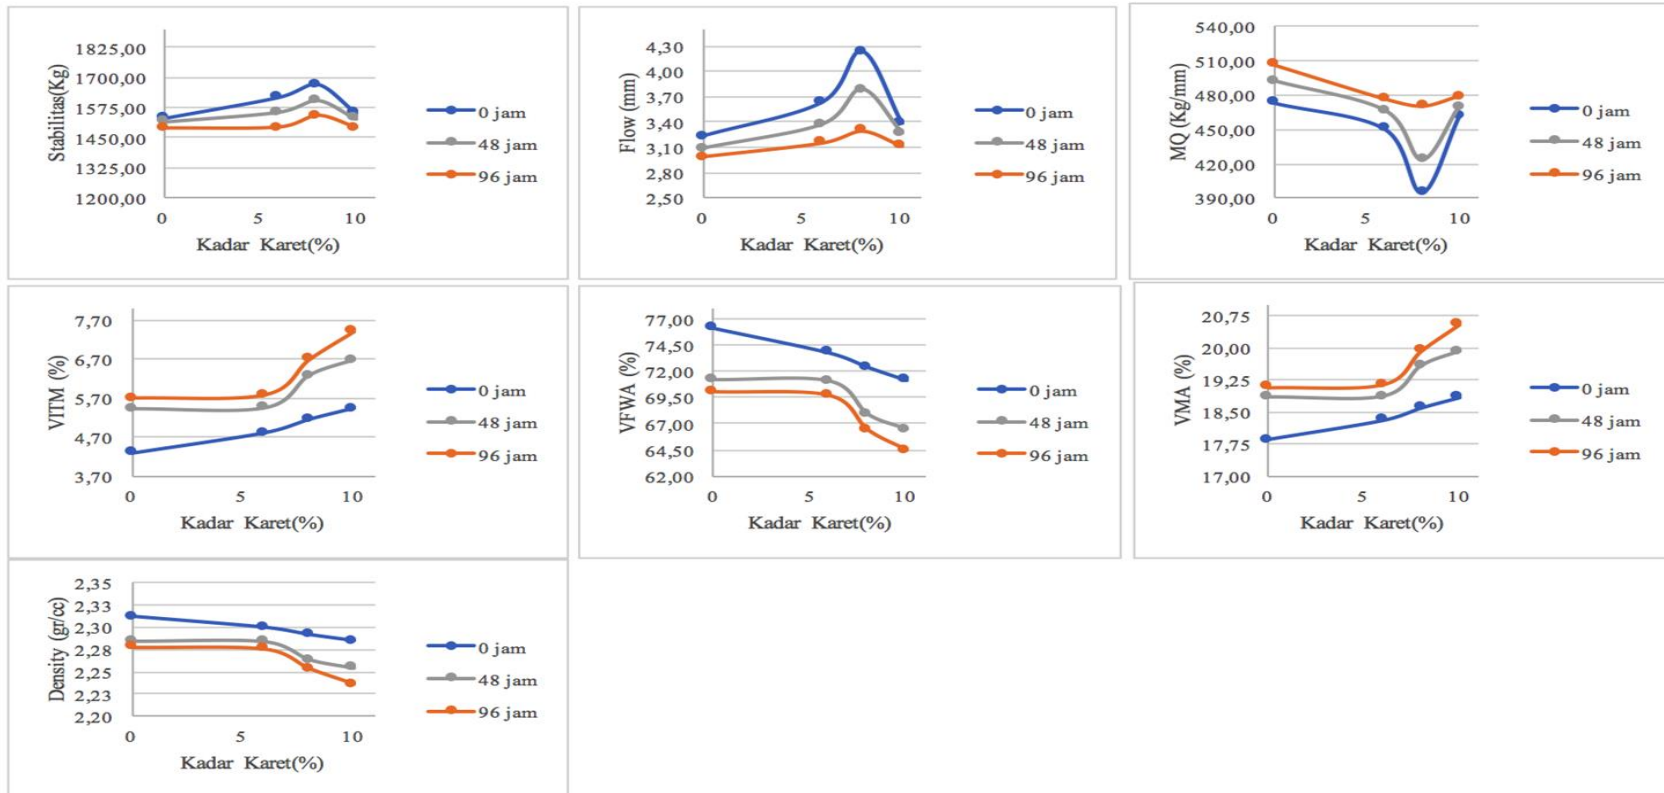 Stabilitas(Kg)
1825,00
1700,00
1575,00
1450,00
1325,00
1200,00
0 5 10
Kadar Karet(%)
0 jam
48 jam
96 jam
Flow (mm)
4,30
4,00
3,70
3,40
3,10
2,80
2,50
0 5 10
Kadar Karet(%)
0 jam
48 jam
96 jam
MQ (Kg/mm)
540,00
510,00
480,00
450,00
420,00
390,00
0 5 10
Kadar Karet(%)
0 jam
48 jam
96 jam
VITM (%)
7,70
6,70
5,70
4,70
3,70
0 5 10
Kadar Karet(%)
0 jam
48 jam
96 jam
VFWA (%)
77,00
74,50
72,00
69,50
67,00
64,50
62,00
0 5 10
Kadar Karet(%)
0 jam
48 jam
96 jam
VMA (%)
20,75
20,00
19,25
18,50
17,75
17,00
0 5 10
Kadar Karet(%)
0 jam
48 jam
96 jam
Density (gr/cc)
2,35
2,33
2,30
2,28
2,25
2,23
2,20
0 5 10
Kadar Karet(%)
0 jam
48 jam
96 jam